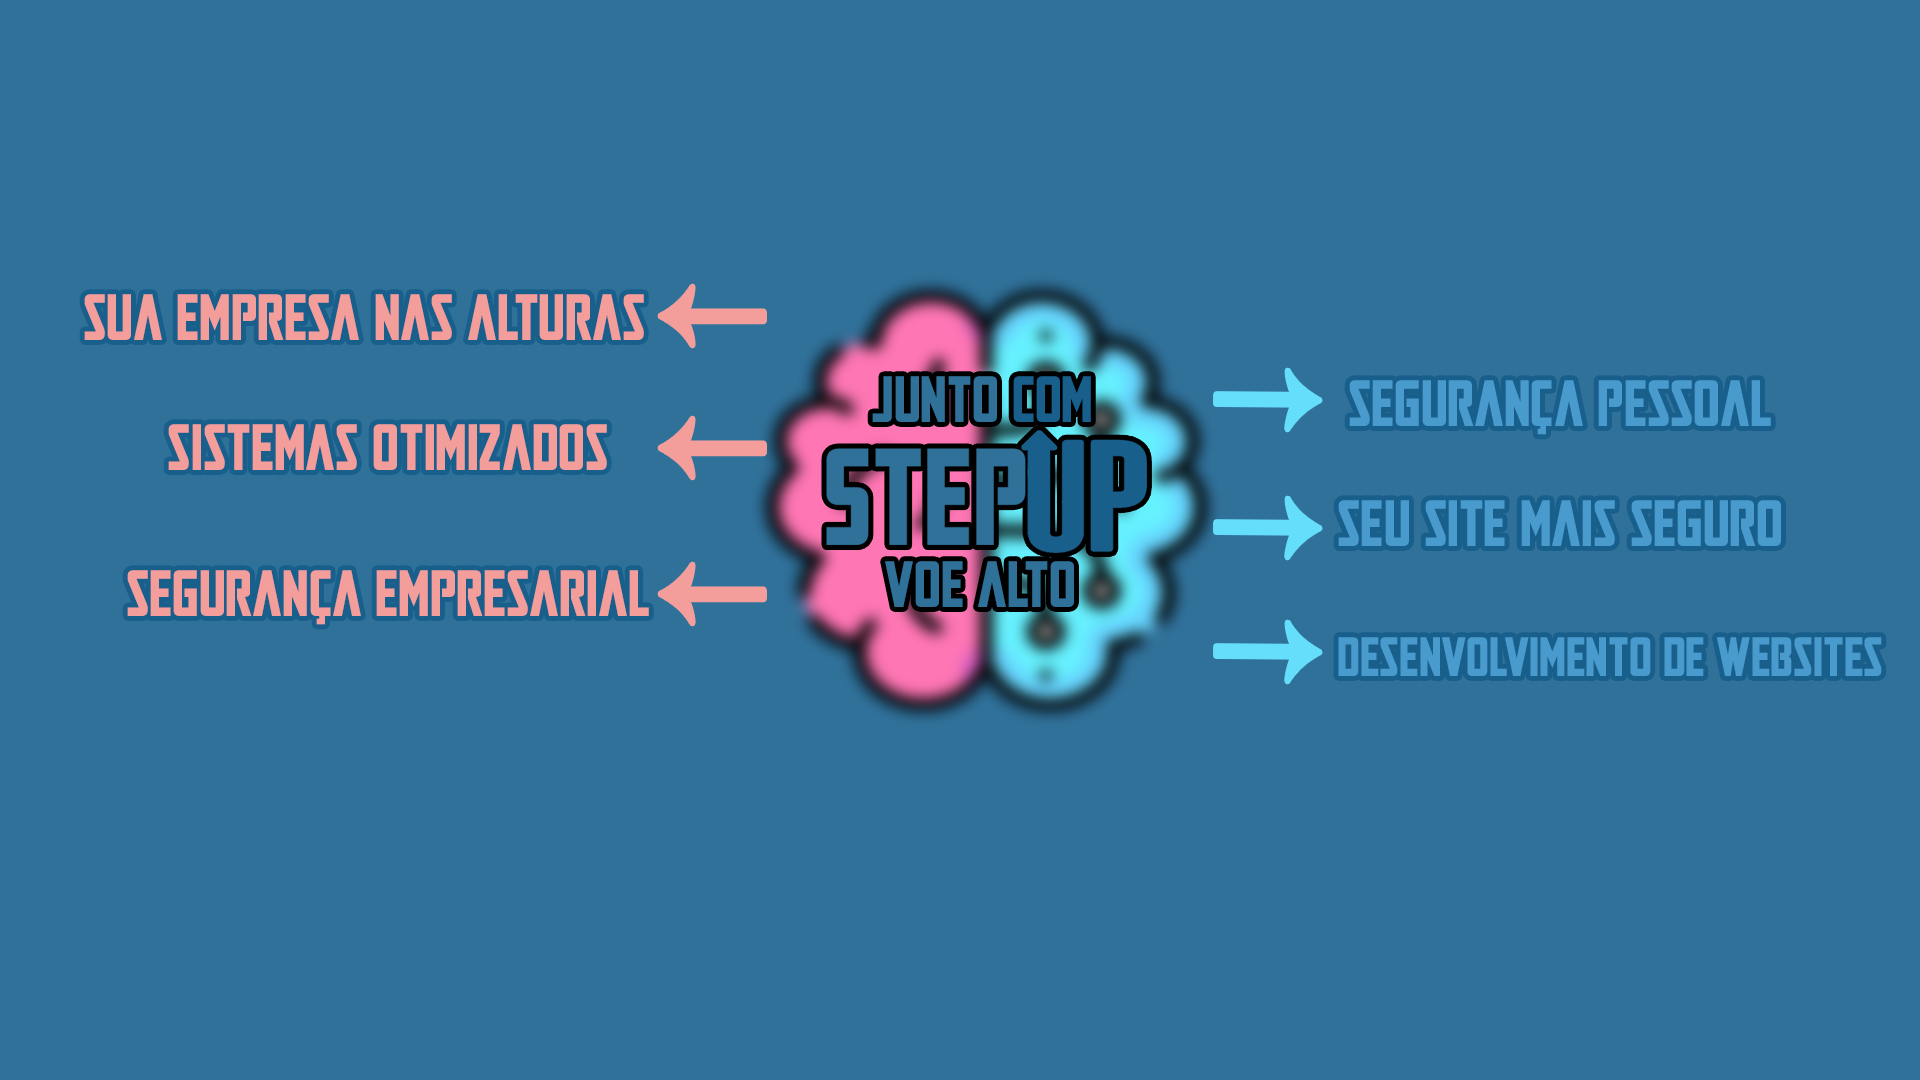 SUA EMPRESA NAS ALTURAS
SISTEMAS OTIMIZADOS
SEGURANÇA EMPRESARIAL
JUNTO COM
STEPUP
VOE ALTO
SEGURANÇA PESSOAL
SEU SITE MAIS SEGURO
DESENVOLVIMENTO DE WEBSITES